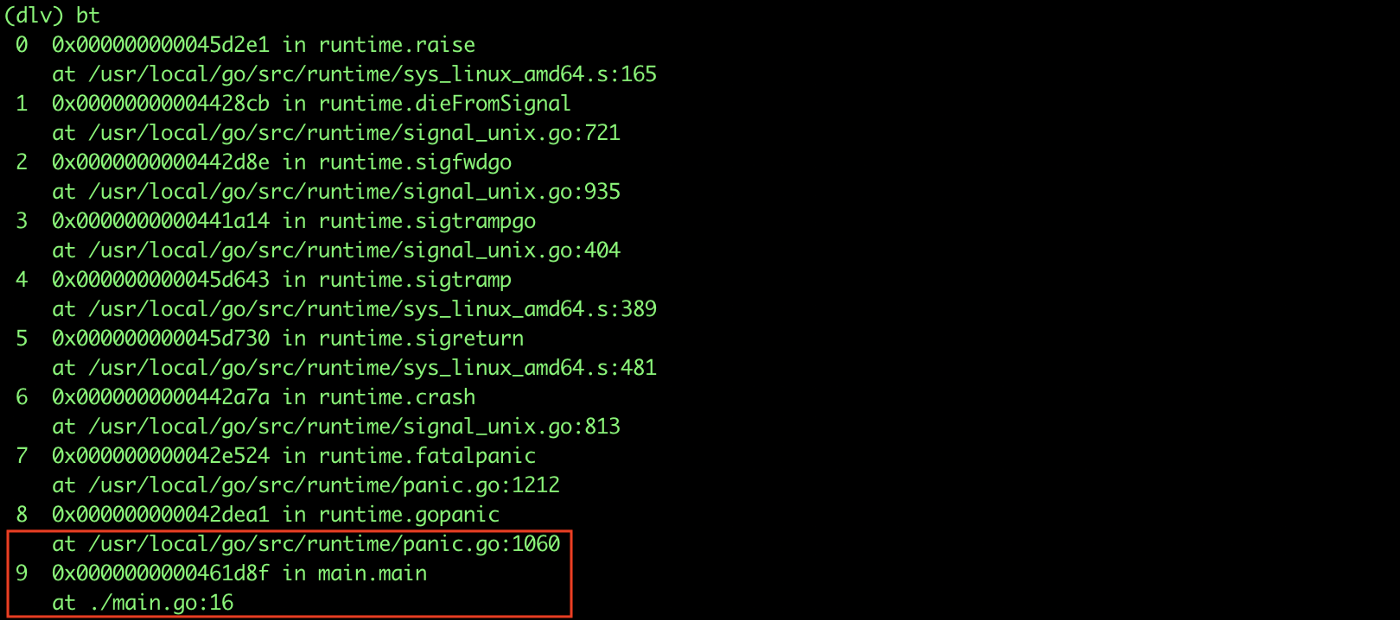 (dlv) bt
0 0x000000000045d2e1 in runtime.raise
at /usr/local/go/src/runtime/sys_linux_amd64.s:165
1 0x00000000004428cb in runtime.dieFromSignal
at /usr/local/go/src/runtime/signal_unix.go:721
2 0x0000000000442d8e in runtime.sigfwdgo
at /usr/local/go/src/runtime/signal_unix.go:935
3 0x0000000000441a14 in runtime.sigtrampgo
at /usr/local/go/src/runtime/signal_unix.go:404
4 0x000000000045d643 in runtime.sigtramp
at /usr/local/go/src/runtime/sys_linux_amd64.s:389
5 0x000000000045d730 in runtime.sigreturn
at /usr/local/go/src/runtime/sys_linux_amd64.s:481
6 0x0000000000442a7a in runtime.crash
at /usr/local/go/src/runtime/signal_unix.go:813
7 0x000000000042e524 in runtime.fatalpanic
at /usr/local/go/src/runtime/panic.go:1212
8 0x000000000042dea1 in runtime.gopanic
at /usr/local/go/src/runtime/panic.go:1060
9 0x0000000000461d8f in main.main
at ./main.go:16